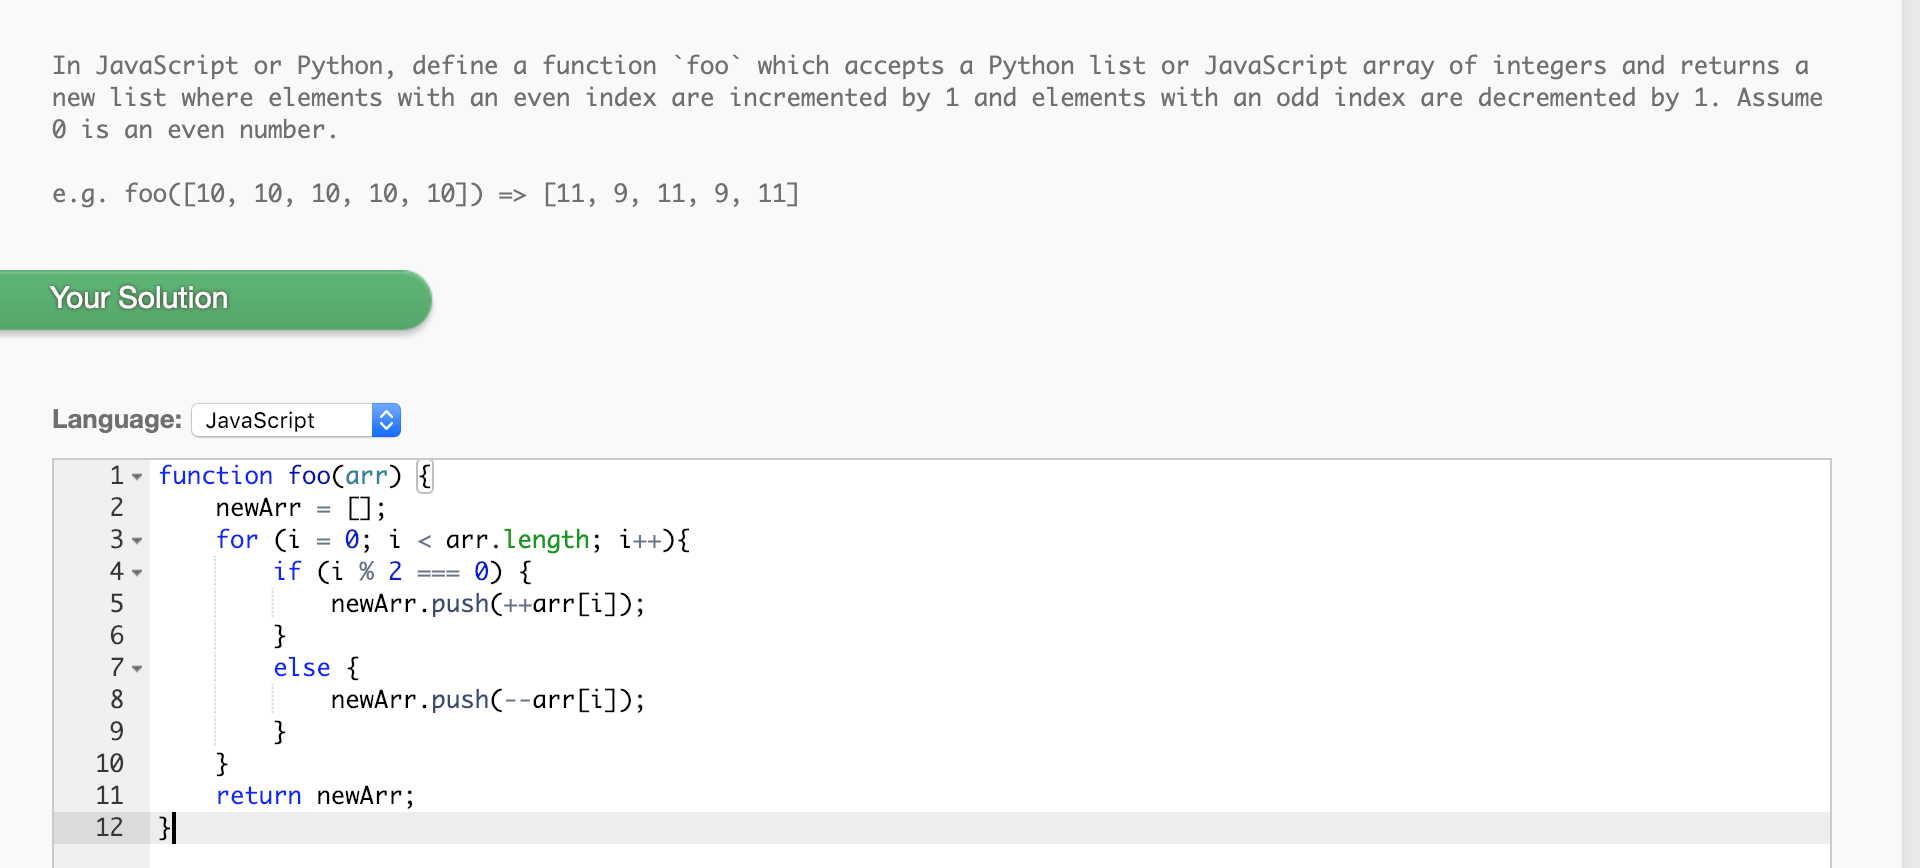 In JavaScript or Python, define a function `foo` which accepts a Python list or JavaScript array of integers and returns a
new list where elements with an even index are incremented by 1 and elements with an odd index are decremented by 1. Assume
0 is an even number.
e.g. foo([10, 10, 10, 10, 10]) => [11, 9, 11, 9, 11]
Your Solution
Language: JavaScript
1 function foo(arr) {
2     newArr = [];
3     for (i = 0; i < arr.length; i++){
4         if (i % 2 === 0) {
5             newArr.push(++arr[i]);
6         }
7         else {
8             newArr.push(--arr[i]);
9         }
10     }
11     return newArr;
12 }